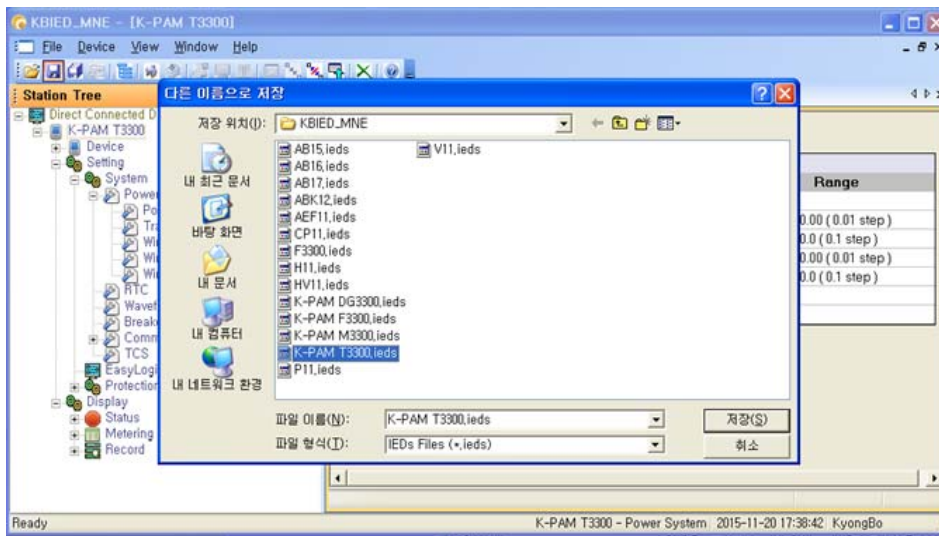 KBIED_MNE - [K-PAM T3300]
File Device View Window Help
Station Tree
Direct Connected D
K-PAM T3300
Device
Setting
System
Power
Po
Tra
Wi
Wi
Wi
RTC
Wavef
Break
Comm
TCS
EasyLogi
Protection
Display
Status
Metering
Record
다른 이름으로 저장
저장 위치(I):
KBIED_MNE
내 최근 문서
바탕 화면
내 문서
내 컴퓨터
내 네트워크 환경
AB15.ieds
AB16.ieds
AB17.ieds
ABK12.ieds
AEF11.ieds
CP11.ieds
F3300.ieds
H11.ieds
HV11.ieds
K-PAM DG3300.ieds
K-PAM F3300.ieds
K-PAM M3300.ieds
K-PAM T3300.ieds
P11.ieds
V11.ieds
파일 이름(N):
K-PAM T3300.ieds
저장(S)
파일 형식(T):
IEDs Files (*.ieds)
취소
Range
0.00 ( 0.01 step )
0.0 ( 0.1 step )
0.00 ( 0.01 step )
0.0 ( 0.1 step )
Ready
K-PAM T3300 - Power System 2015-11-20 17:38:42 KyongBo